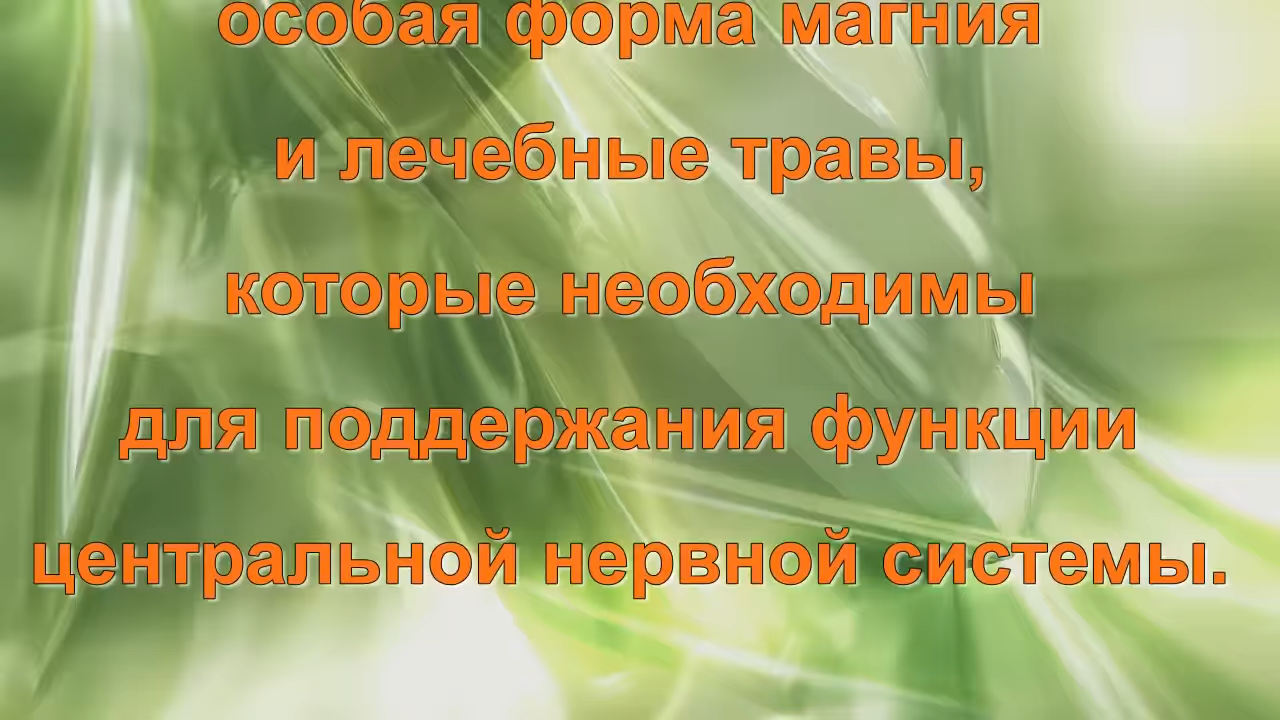 особая форма магния
и лечебные травы,
которые необходимы
для поддержания функции
центральной нервной системы.